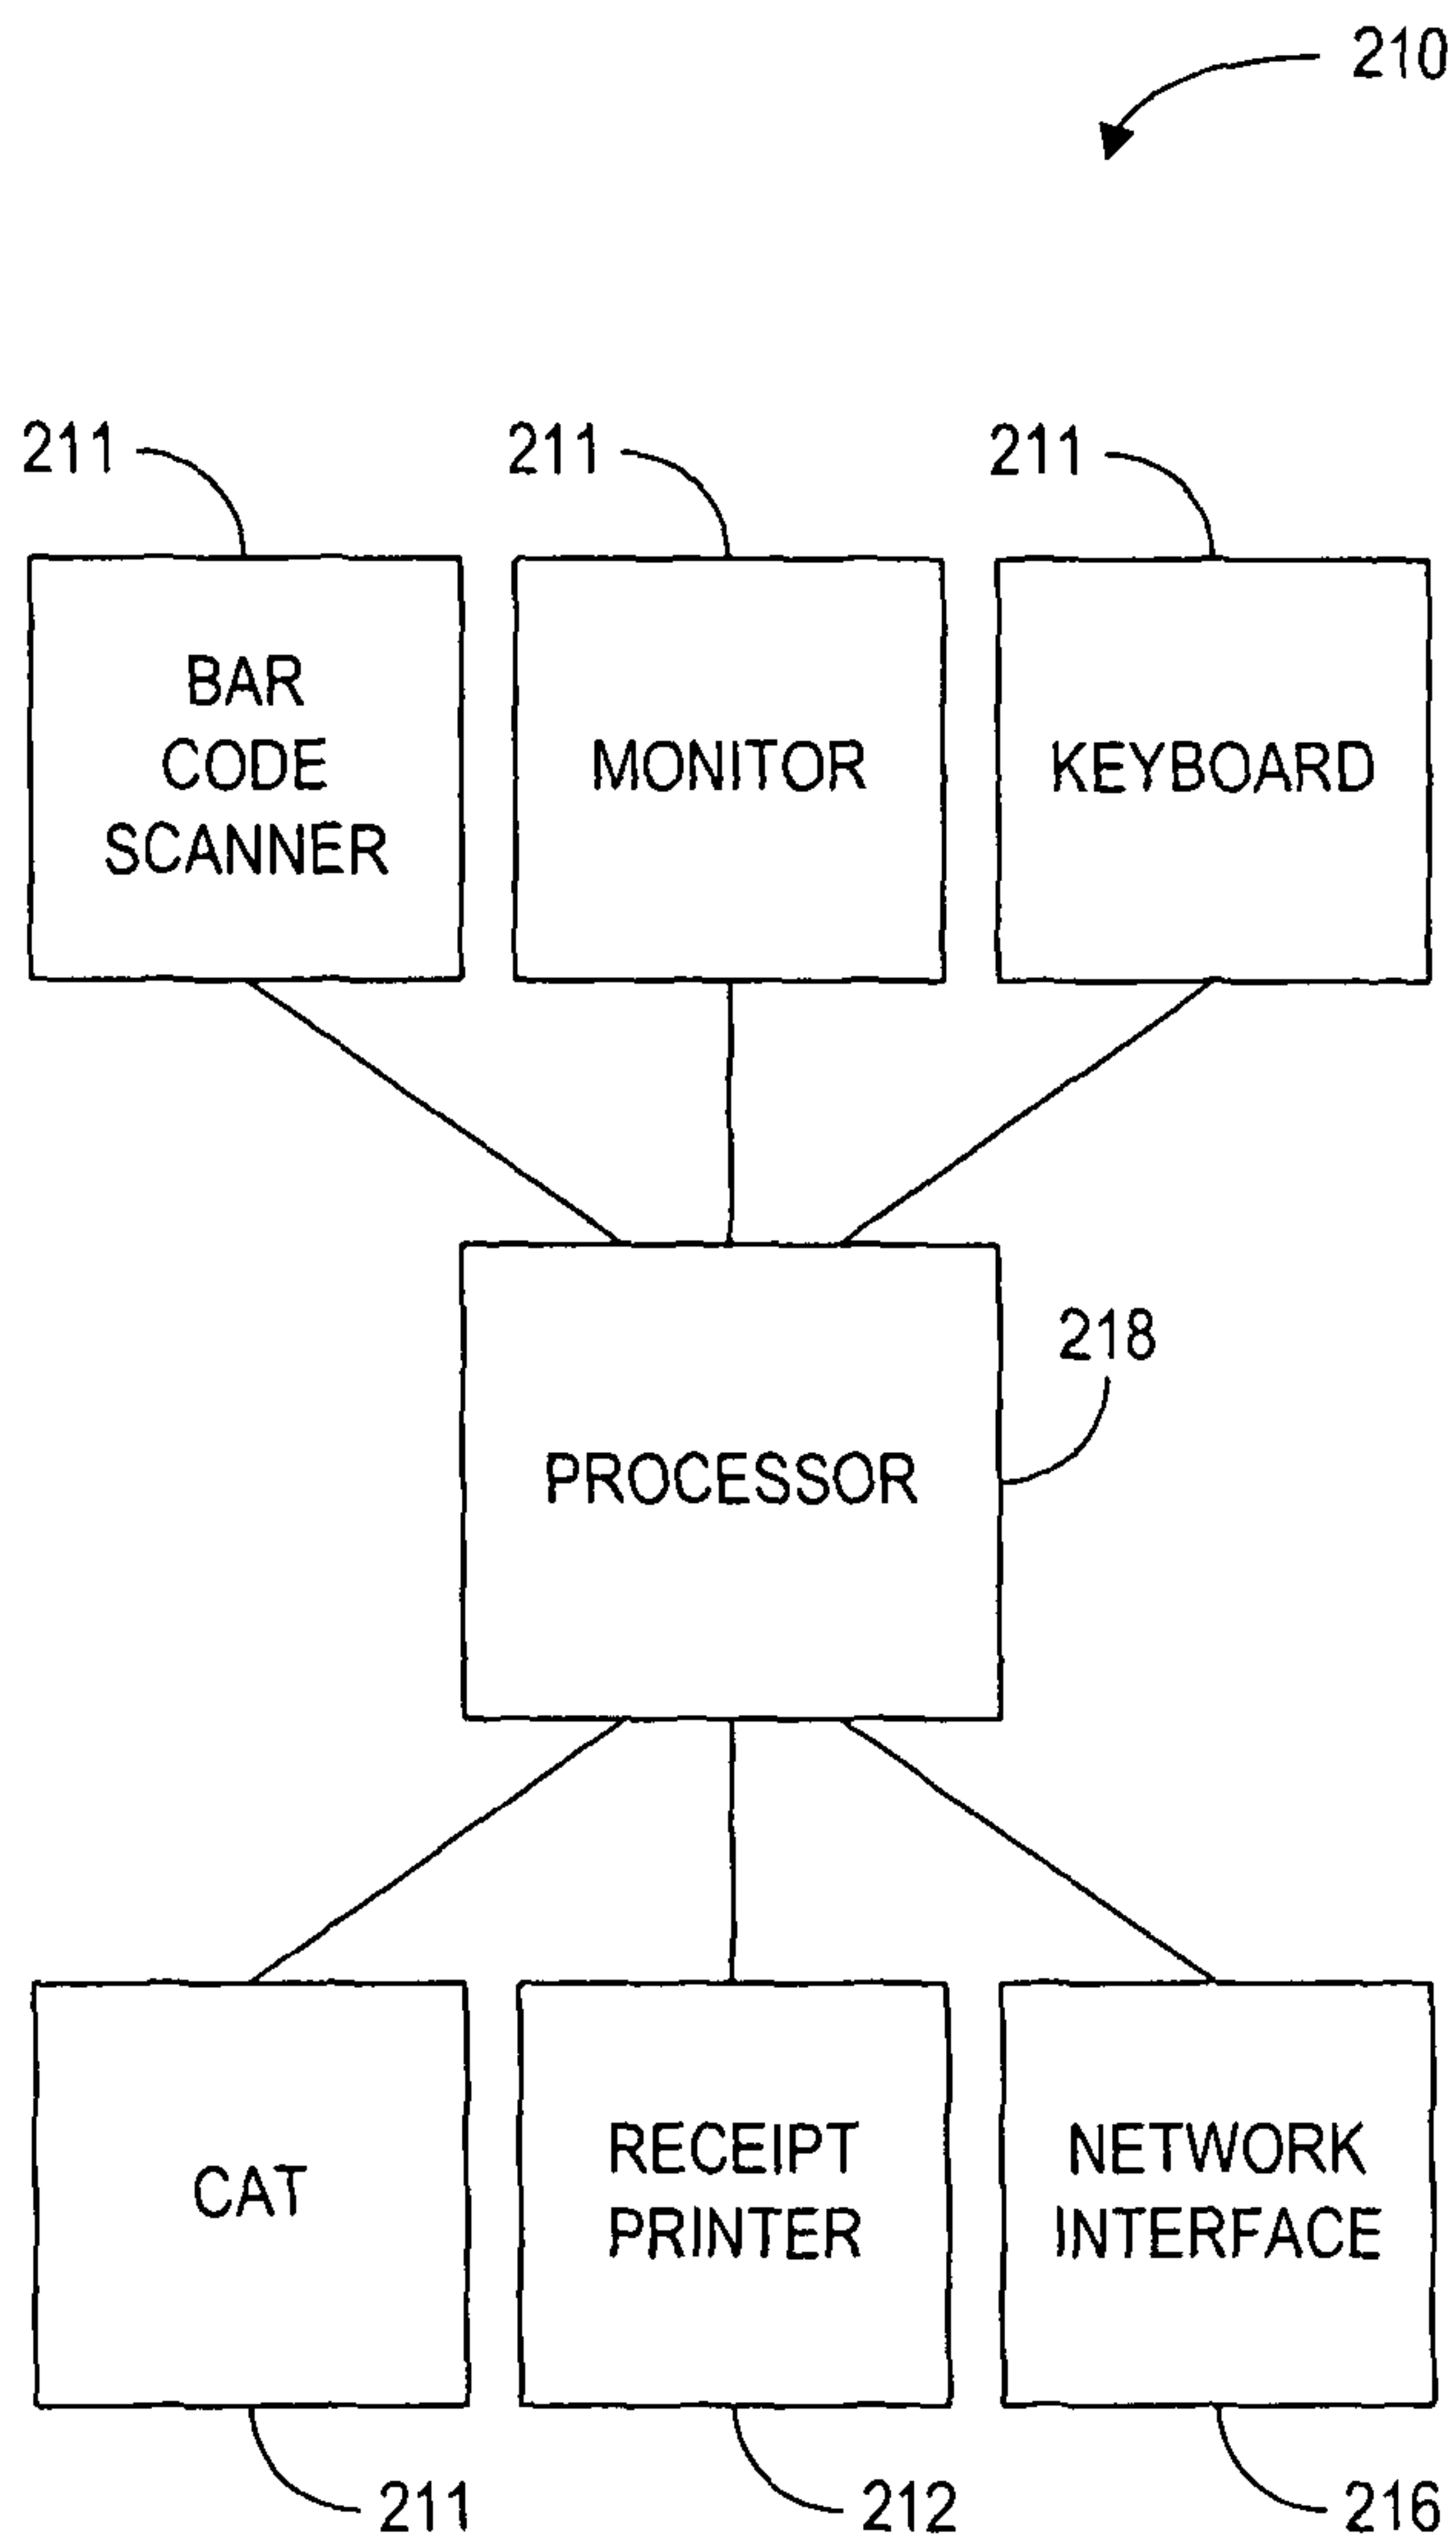 210
211
211
211
BAR
CODE
SCANNER
MONITOR
KEYBOARD
218
PROCESSOR
CAT
RECEIPT
PRINTER
NETWORK
INTERFACE
211
212
216